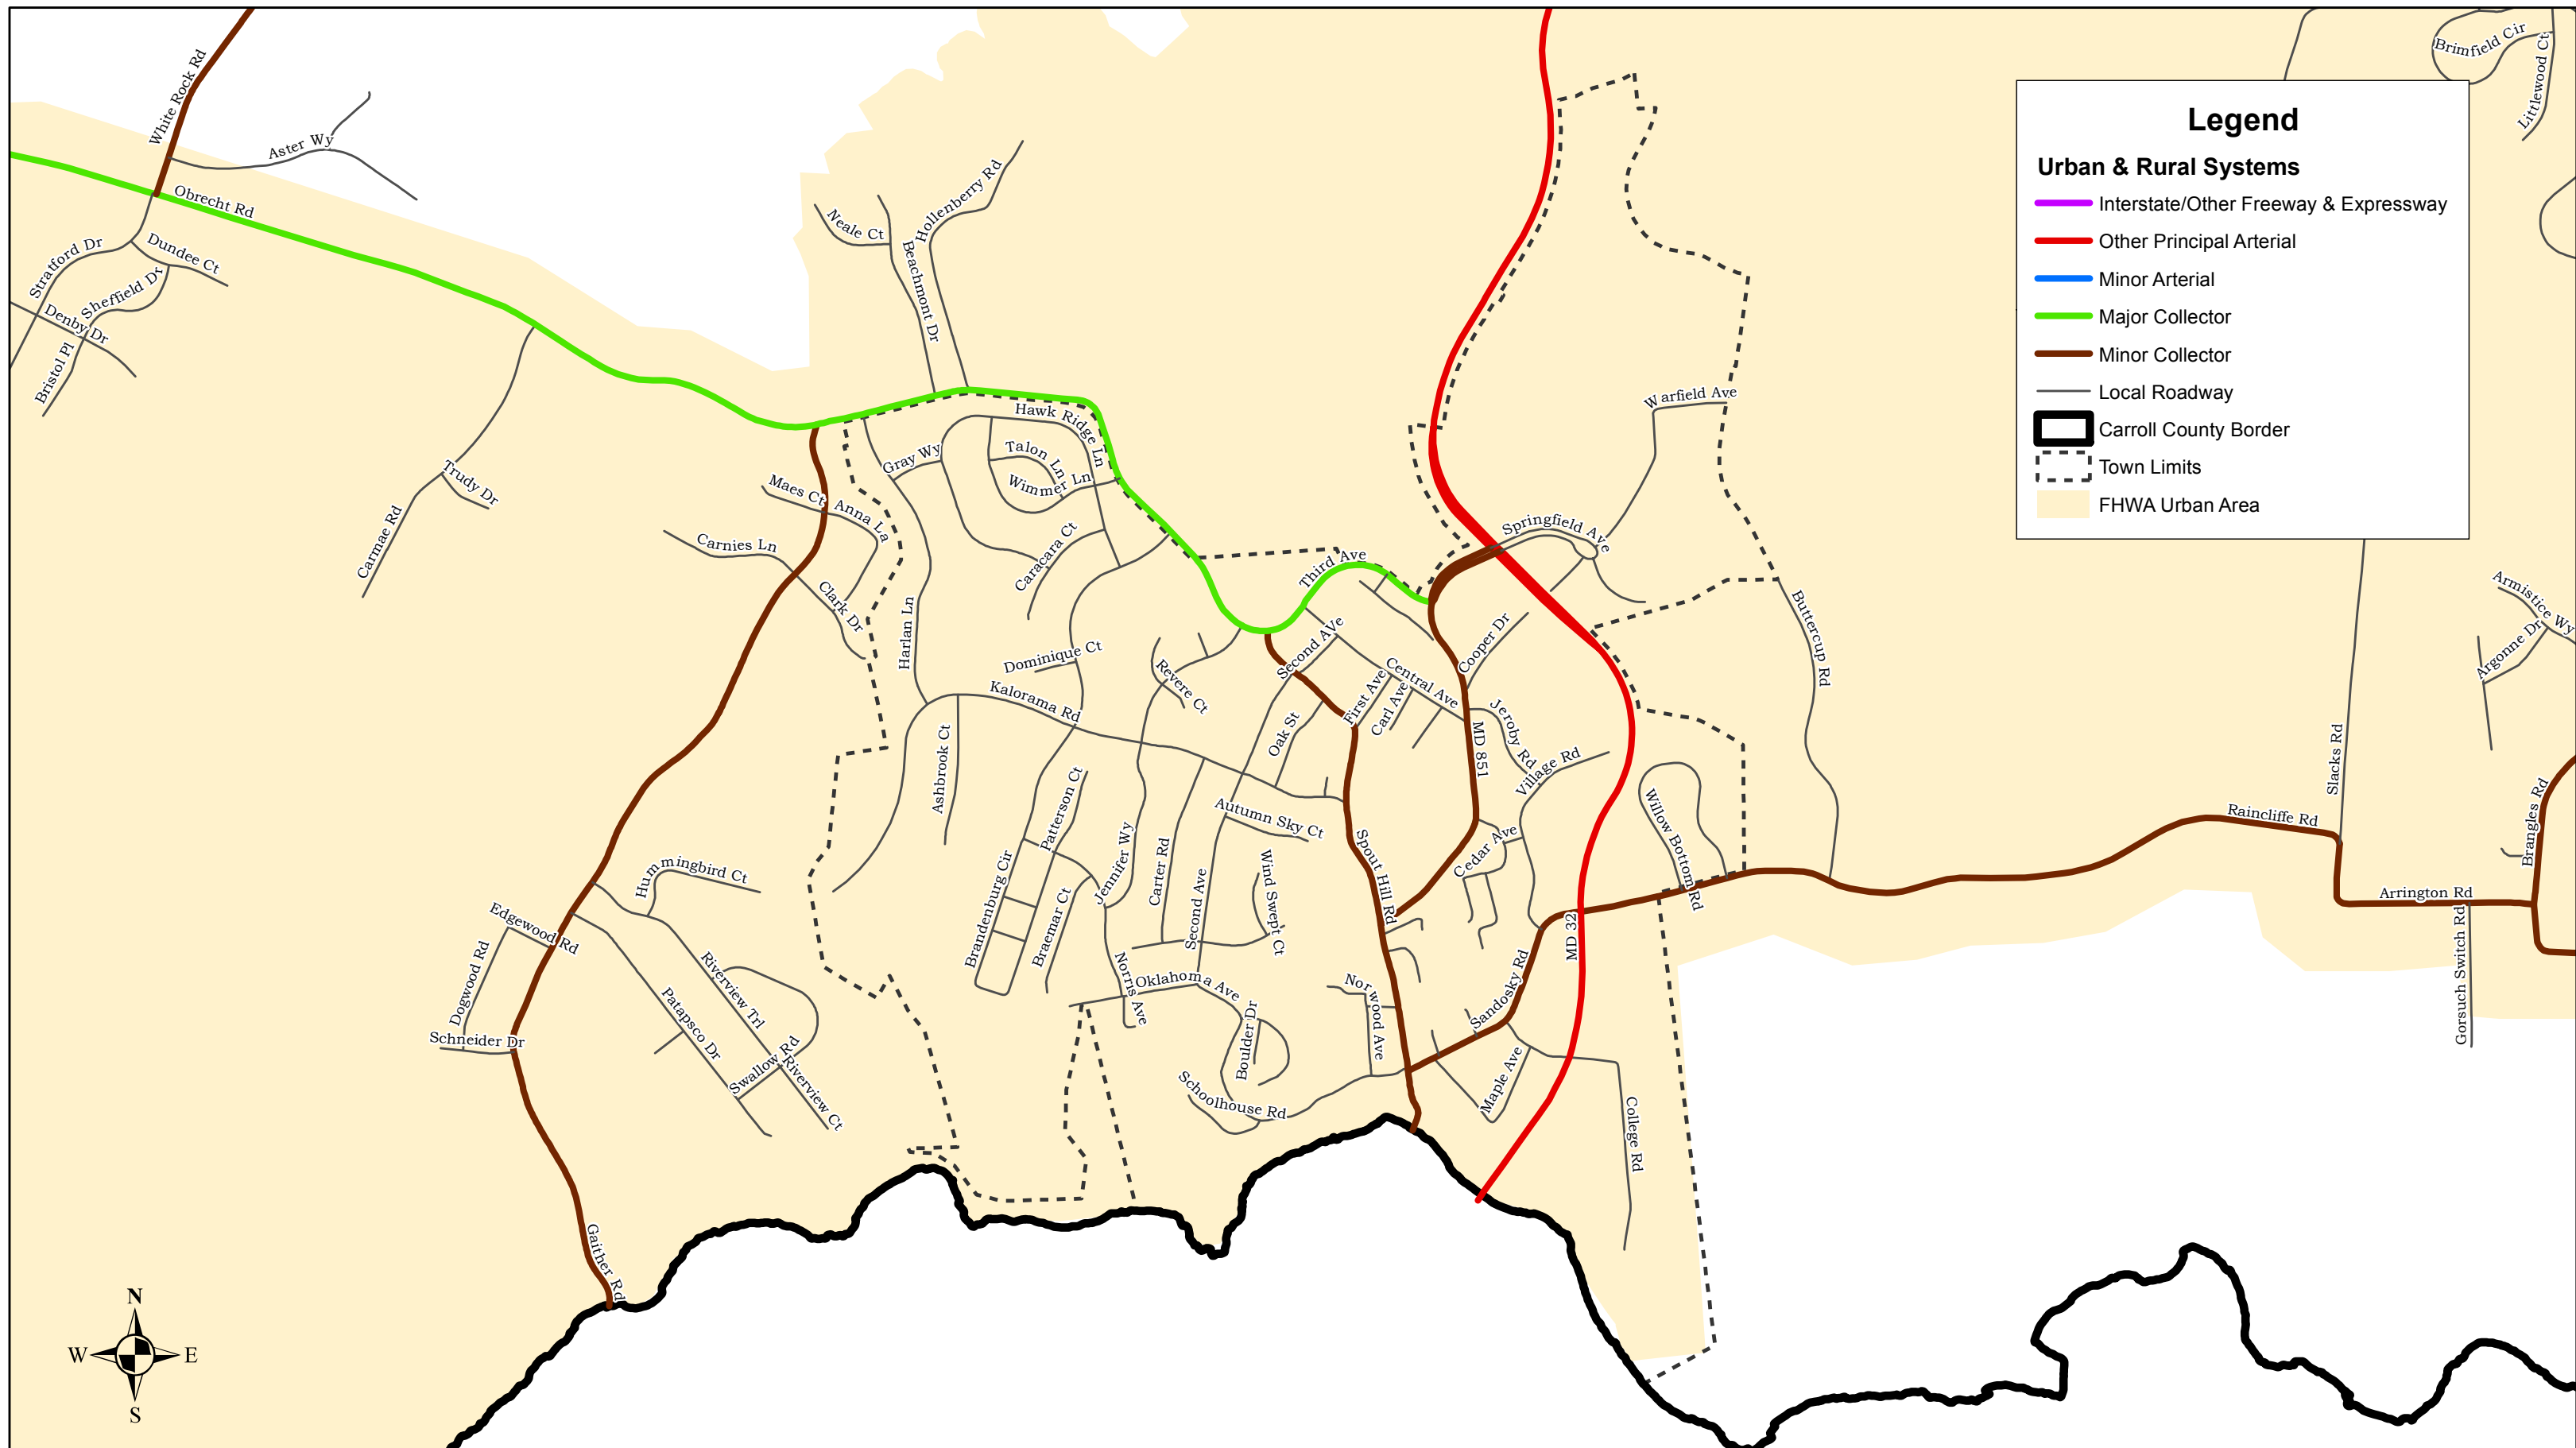 Legend
Urban & Rural Systems
Interstate/Other Freeway & Expressway
Other Principal Arterial
Minor Arterial
Major Collector
Minor Collector
Local Roadway
Carroll County Border
Town Limits
FHWA Urban Area
White Rock Rd
Aster Wy
Obrecht Rd
Stratford Dr
Dundee Ct
Sheffield Dr
Denby Dr
Bristol Pl
Neale Ct
Hollenberry Rd
Beachmont Dr
Brimfield Cir
Littlewood Ct
Hawk Ridge Ln
Gray Wy
Talon Ln
Wimmer Ln
Warfield Ave
Trudy Dr
Carmae Rd
Maes Ct
Anna La
Carnies Ln
Clark Dr
Harlan Ln
Caracara Ct
Third Ave
Springfield Ave
Dominique Ct
Kalorama Rd
Revere Ct
Second Ave
Central Ave
Cooper Dr
First Ave
Carl Ave
Oak St
MD 851
Jeroby Rd
Village Rd
Buttercup Rd
Armistice Wy
Argonne Dr
Slacks Rd
Raincliffe Rd
Brangles Rd
Ashbrook Ct
Patterson Ct
Jennifer Wy
Autumn Sky Ct
Carter Rd
Second Ave
Wind Swept Ct
Spout Hill Rd
Cedar Ave
Willow Bottom Rd
Hummingbird Ct
Edgewood Rd
Dogwood Rd
Schneider Dr
Brandenburg Cir
Braemar Ct
Norris Ave
Oklahoma Ave
Norwood Ave
Sandosky Rd
MD 32
Arrington Rd
Gorsuch Switch Rd
Riverview Trl
Patapsco Dr
Swallow Rd
Riverview Ct
Boulder Dr
Schoolhouse Rd
Maple Ave
College Rd
Gaither Rd
N
W
E
S